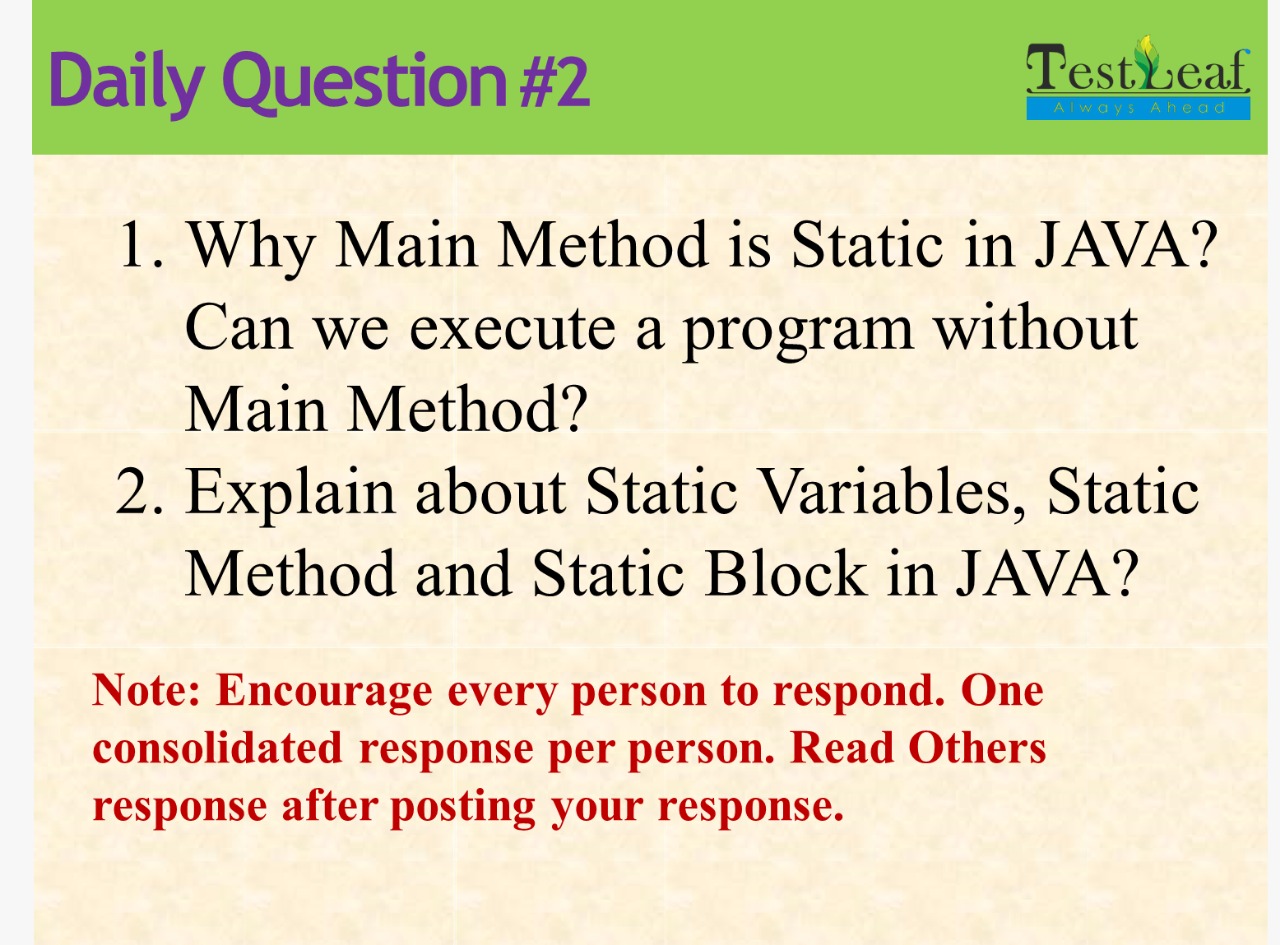 Daily Question #2
TestLeaf
Always Ahead
1. Why Main Method is Static in JAVA?
Can we execute a program without
Main Method?
2. Explain about Static Variables, Static
Method and Static Block in JAVA?
Note: Encourage every person to respond. One
consolidated response per person. Read Others
response after posting your response.